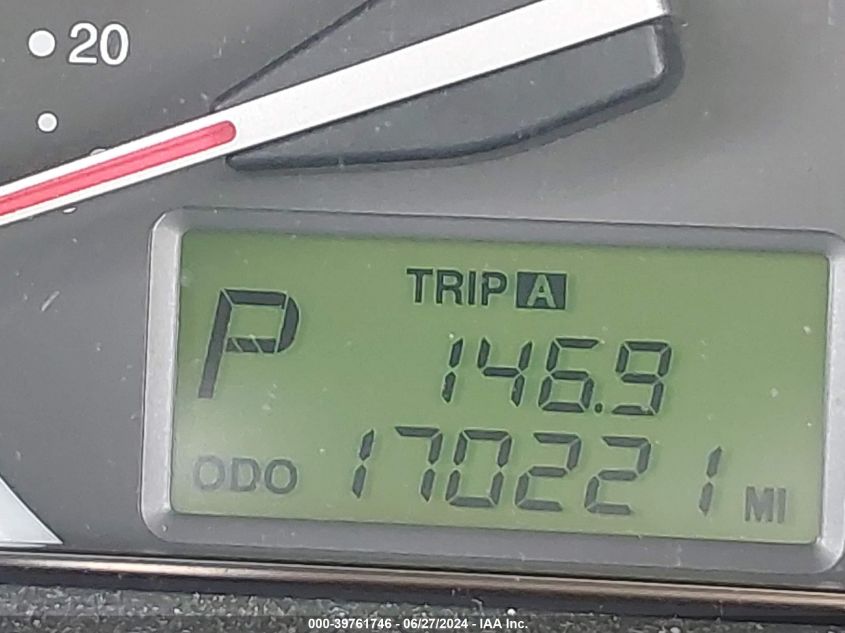 20
TRIP A
P
146.9
ODO 170221 MI
000-39761746 - 06/27/2024 - IAA Inc.